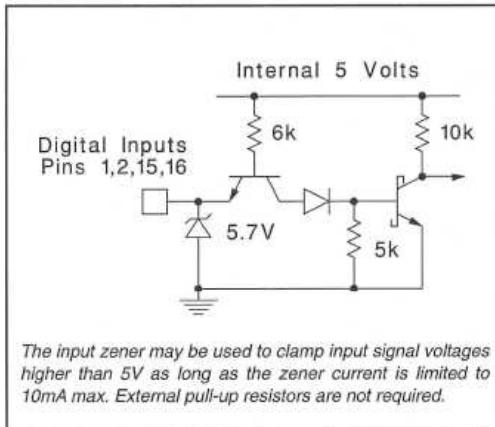 Internal 5 Volts
6k
10k
Digital Inputs
Pins 1,2,15,16
5.7V
5k
The input zener may be used to clamp input signal voltages
higher than 5V as long as the zener current is limited to
10mA max. External pull-up resistors are not required.